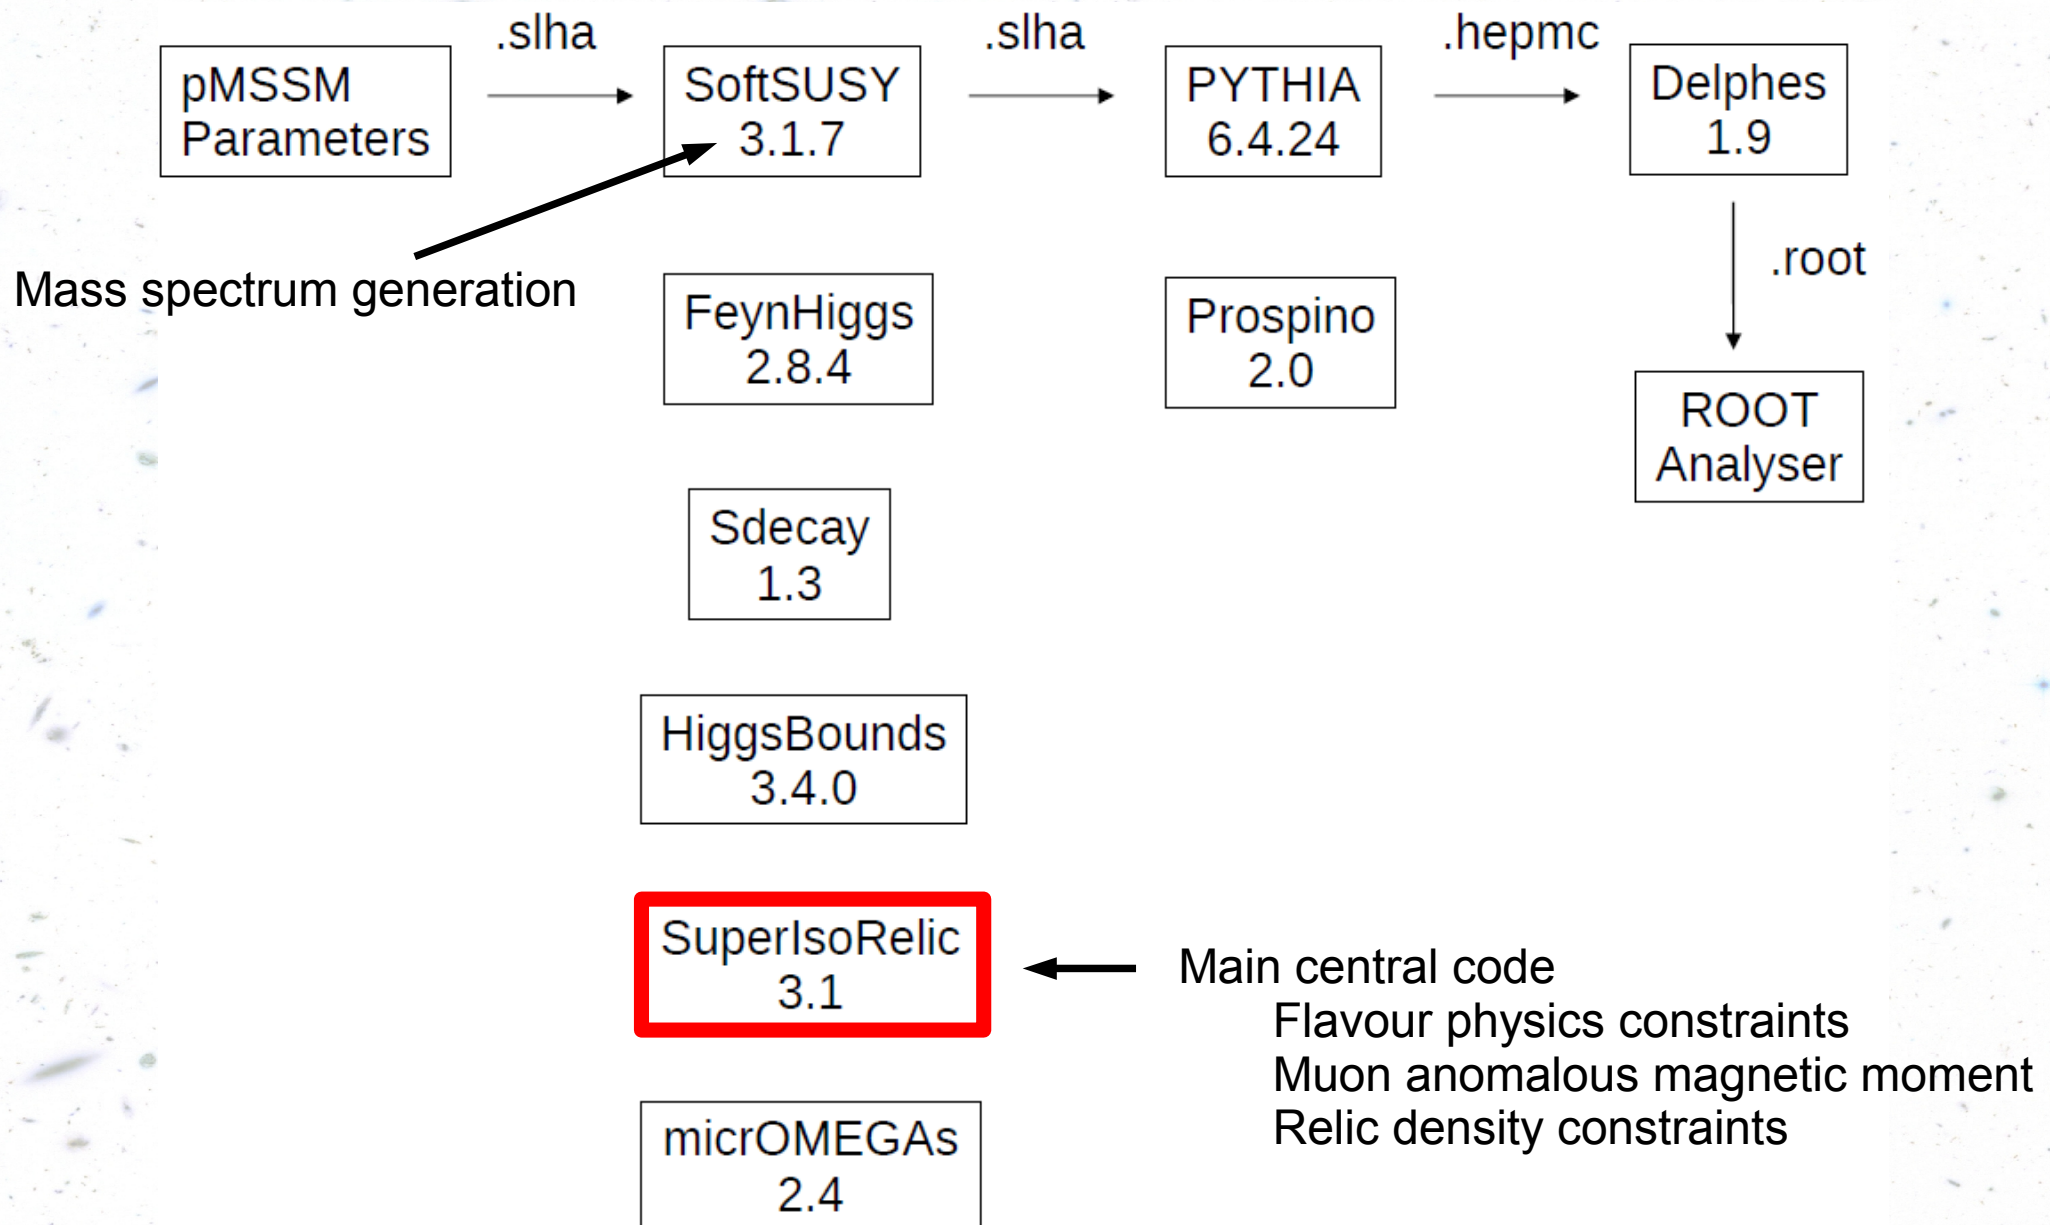 .slha
.slha
.hepmc
pMSSM
Parameters
SoftSUSY
3.1.7
PYTHIA
6.4.24
Delphes
1.9
.root
Mass spectrum generation
FeynHiggs
2.8.4
Prospino
2.0
ROOT
Analyser
Sdecay
1.3
HiggsBounds
3.4.0
SuperIsoRelic
3.1
Main central code
Flavour physics constraints
Muon anomalous magnetic moment
Relic density constraints
micrOMEGAs
2.4